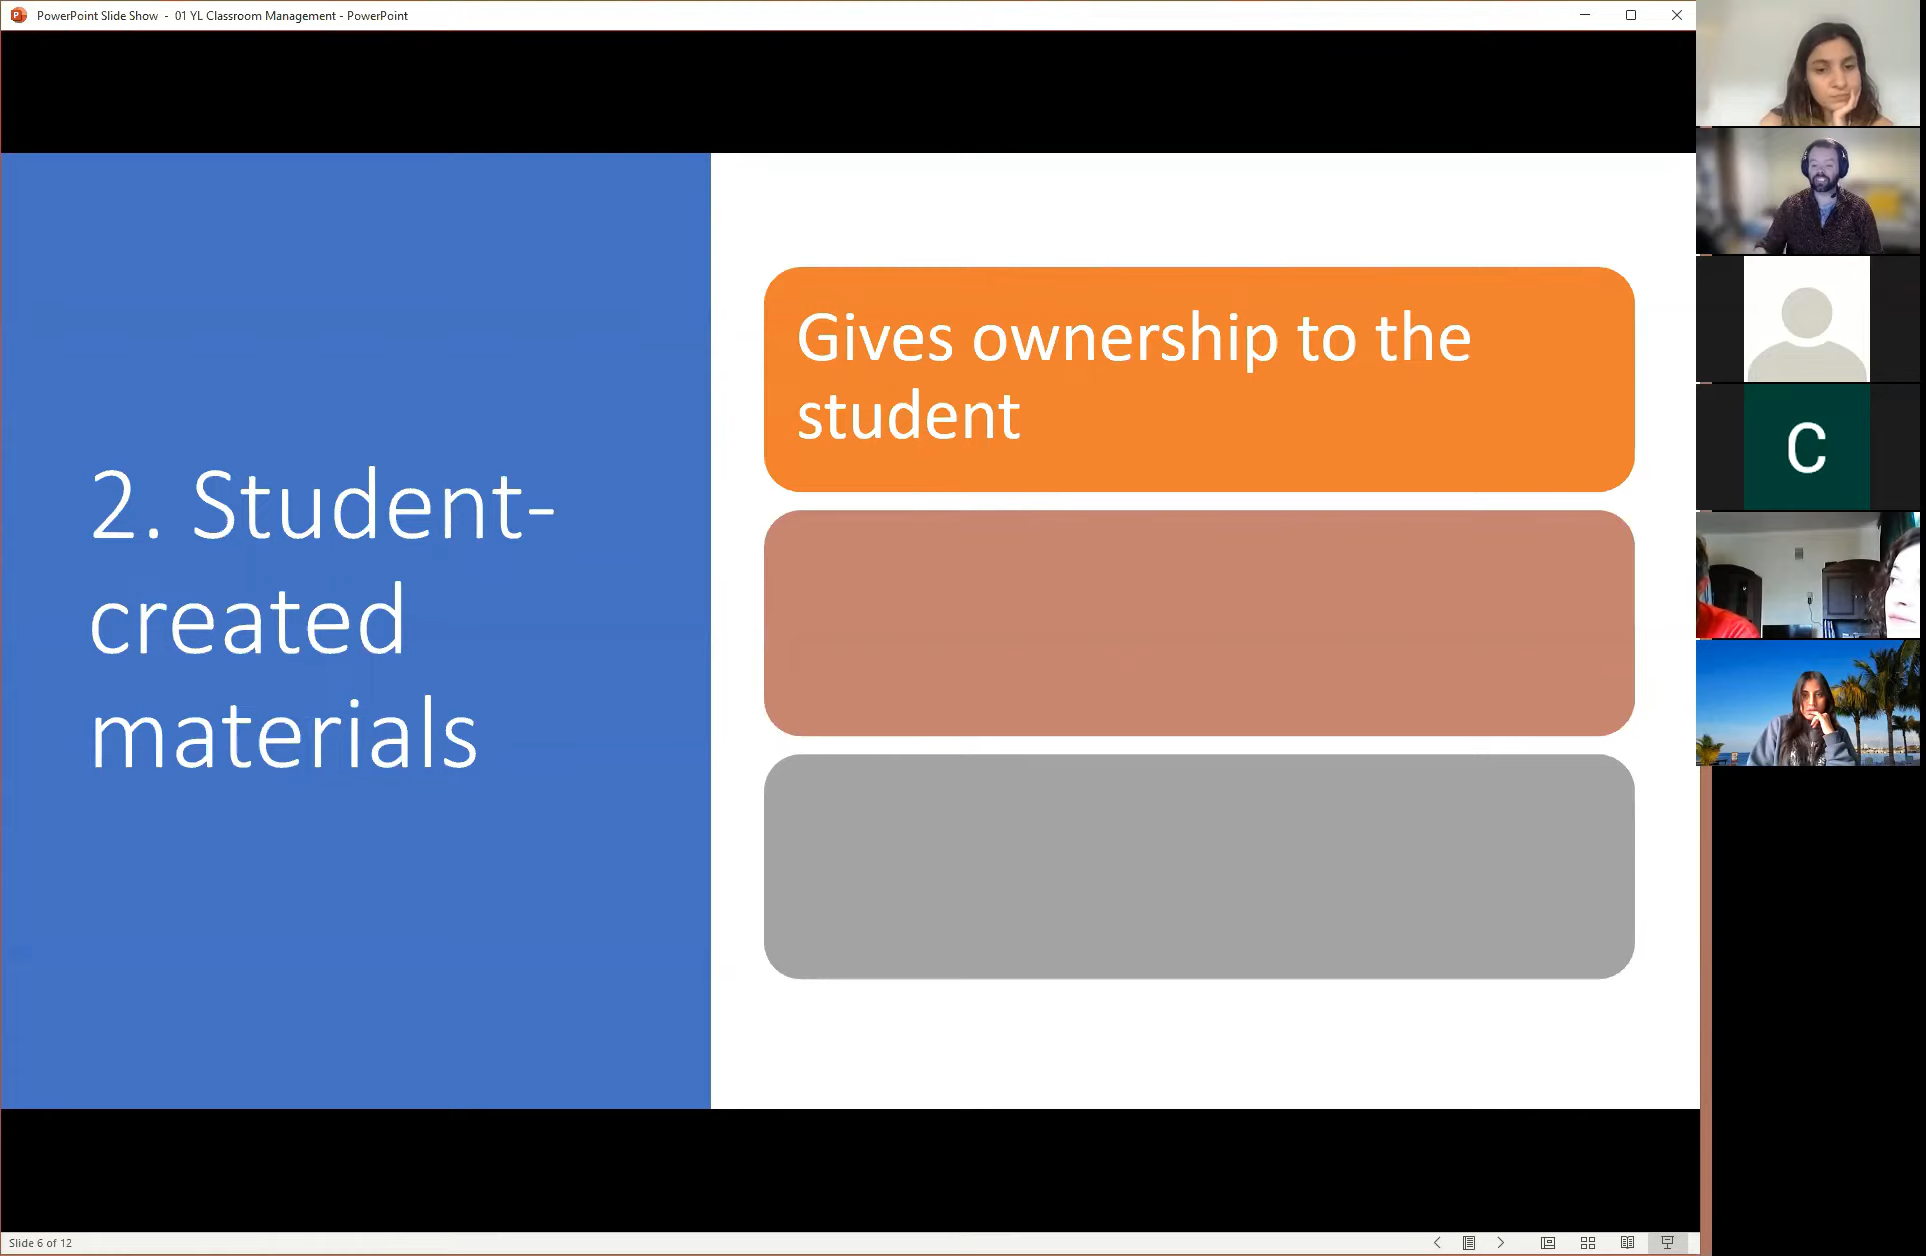 PowerPoint Slide Show - 01 YL Classroom Management - PowerPoint
2. Student-
created
materials
Gives ownership to the
student
C
Slide 6 of 12